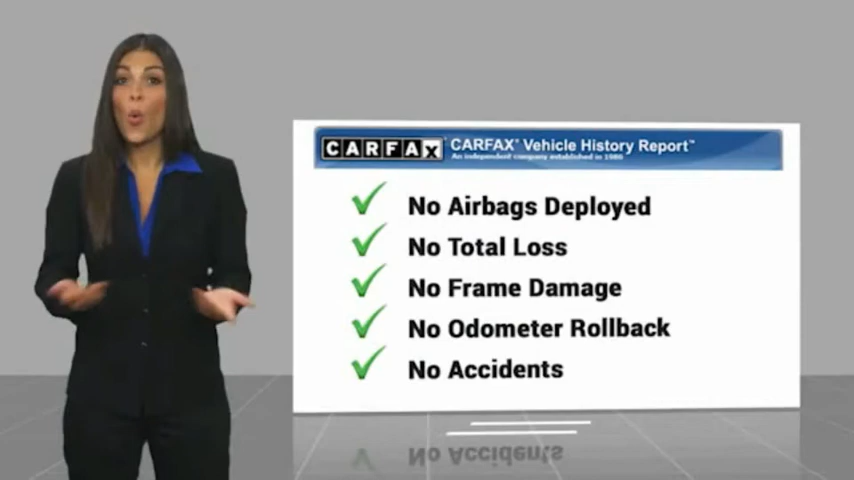 CARFAX CARFAX® Vehicle History Report™
An independent company established in 1986
No Airbags Deployed
No Total Loss
No Frame Damage
No Odometer Rollback
No Accidents
No Accidents